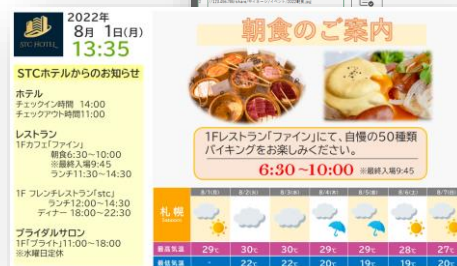 STC HOTEL
2022年
8月 1日(月)
13:35
STCホテルからのお知らせ
ホテル
チェックイン時間 14:00
チェックアウト時間11:00
レストラン
1Fカフェ「ファイン」
朝食6:30~10:00
※最終入場9:45
ランチ11:30~14:30
1F フレンチレストラン「stc」
ランチ12:00~14:30
ディナー 18:00~22:30
ブライダルサロン
1F「ブライト」11:00~18:00
※水曜日定休
朝食のご案内
1Fレストラン「ファイン」にて、自慢の50種類
バイキングをお楽しみください。
6:30~10:00 ※最終入場9:45
8/1(月) 8/2(火) 8/3(水) 8/4(木) 8/5(金) 8/6(土) 8/7(日)
札幌
Sapporo
最高気温 29℃ 30℃ 30℃ 29℃ 29℃ 28℃ 27℃
最低気温 - 22℃ 22℃ 20℃ 19℃ 19℃ 20℃